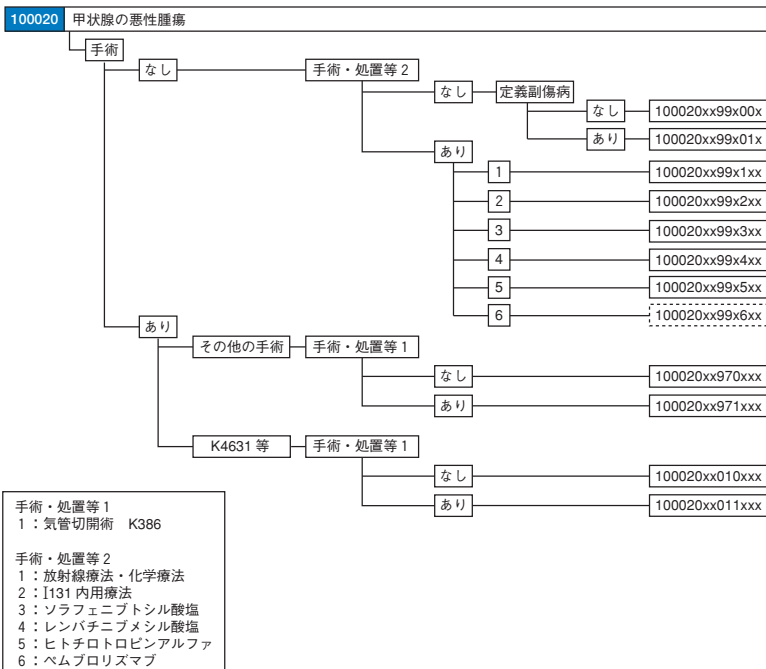 100020 甲状腺の悪性腫瘍
手術
なし 手術・処置等2
なし 定義副傷病
なし 100020xx99x00x
あり 100020xx99x01x
あり
1 100020xx99x1xx
2 100020xx99x2xx
3 100020xx99x3xx
4 100020xx99x4xx
5 100020xx99x5xx
6 100020xx99x6xx
あり
その他の手術 手術・処置等1
なし 100020xx970xxx
あり 100020xx971xxx
K4631 等 手術・処置等1
なし 100020xx010xxx
あり 100020xx011xxx
手術・処置等1
1：気管切開術 K386
手術・処置等2
1：放射線療法・化学療法
2：I131 内用療法
3：ソラフェニブトシル酸塩
4：レンバチニブメシル酸塩
5：ヒトチロトロピンアルファ
6：ペムブロリズマブ